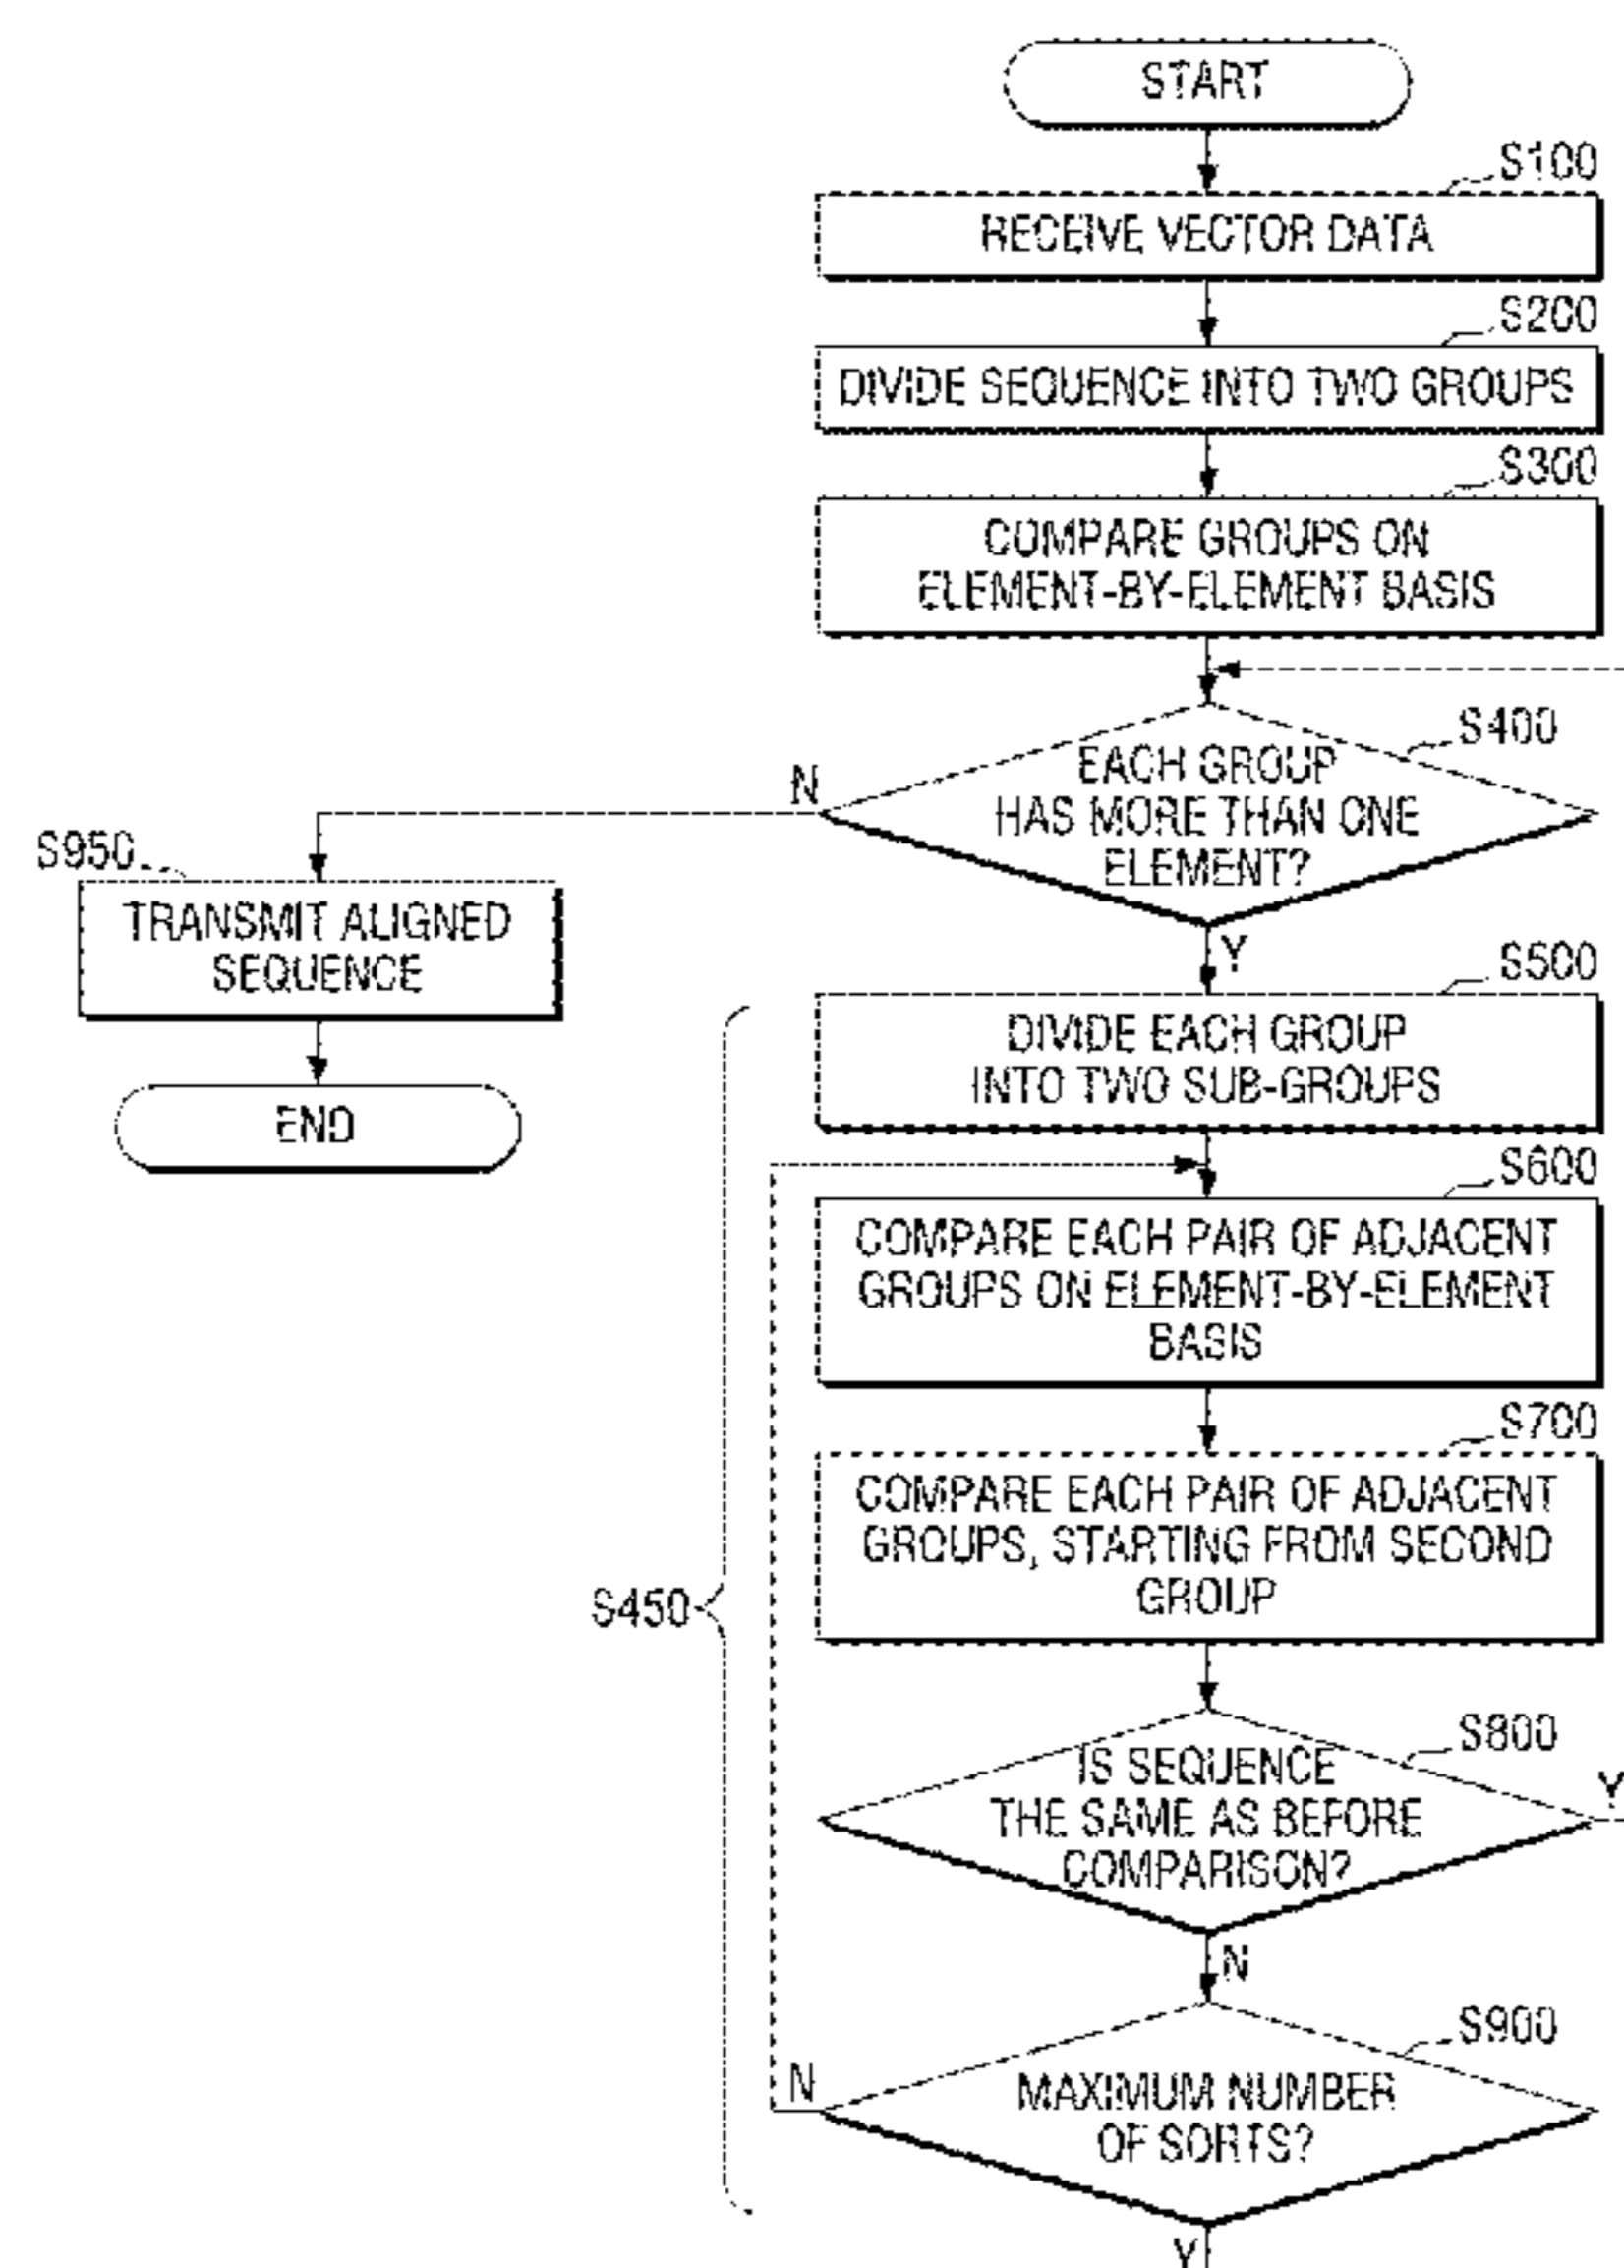 START
S100
RECEIVE VECTOR DATA
S200
DIVIDE SEQUENCE INTO TWO GROUPS
S300
COMPARE GROUPS ON
ELEMENT-BY-ELEMENT BASIS
S400
EACH GROUP
HAS MORE THAN ONE
ELEMENT?
N
S950
TRANSMIT ALIGNED
SEQUENCE
END
Y
S500
DIVIDE EACH GROUP
INTO TWO SUB-GROUPS
S600
COMPARE EACH PAIR OF ADJACENT
GROUPS ON ELEMENT-BY-ELEMENT
BASIS
S700
COMPARE EACH PAIR OF ADJACENT
GROUPS, STARTING FROM SECOND
GROUP
S450
S800
IS SEQUENCE
THE SAME AS BEFORE
COMPARISON?
Y
N
S900
MAXIMUM NUMBER
OF SORTS?
N
Y